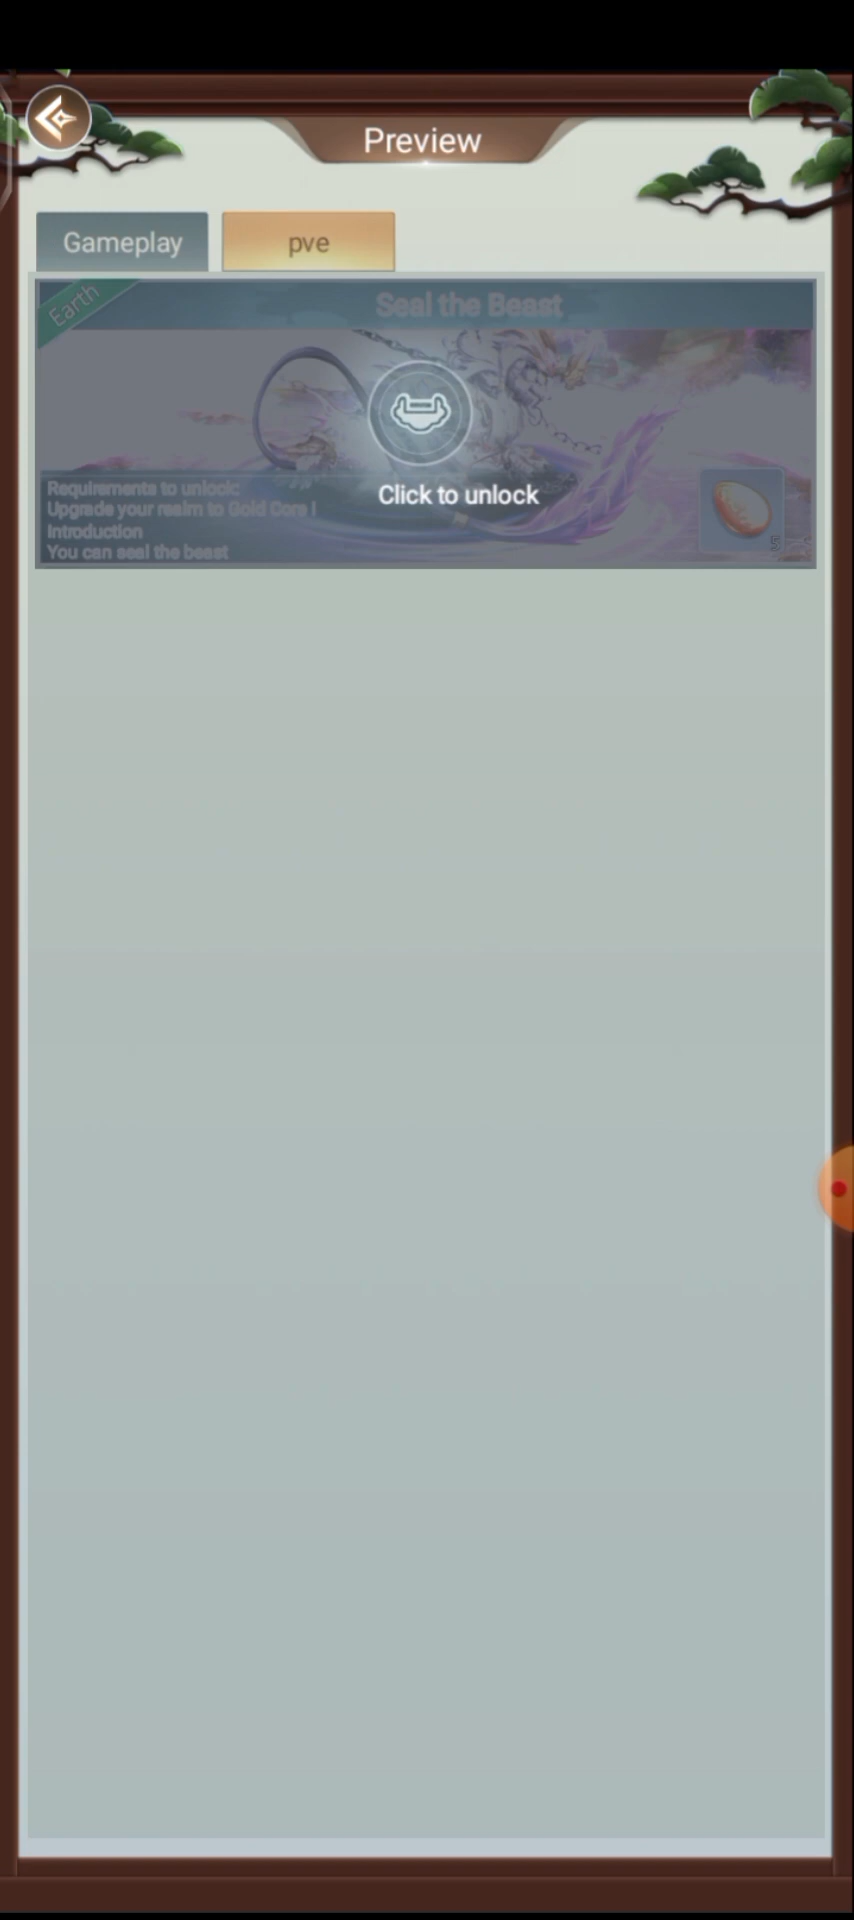 Preview
Gameplay
pve
Earth
Seal the Beast
Requirements to unlock
Upgrade your realm to Gold Core I
Introduction
You can seal the beast
Click to unlock
5